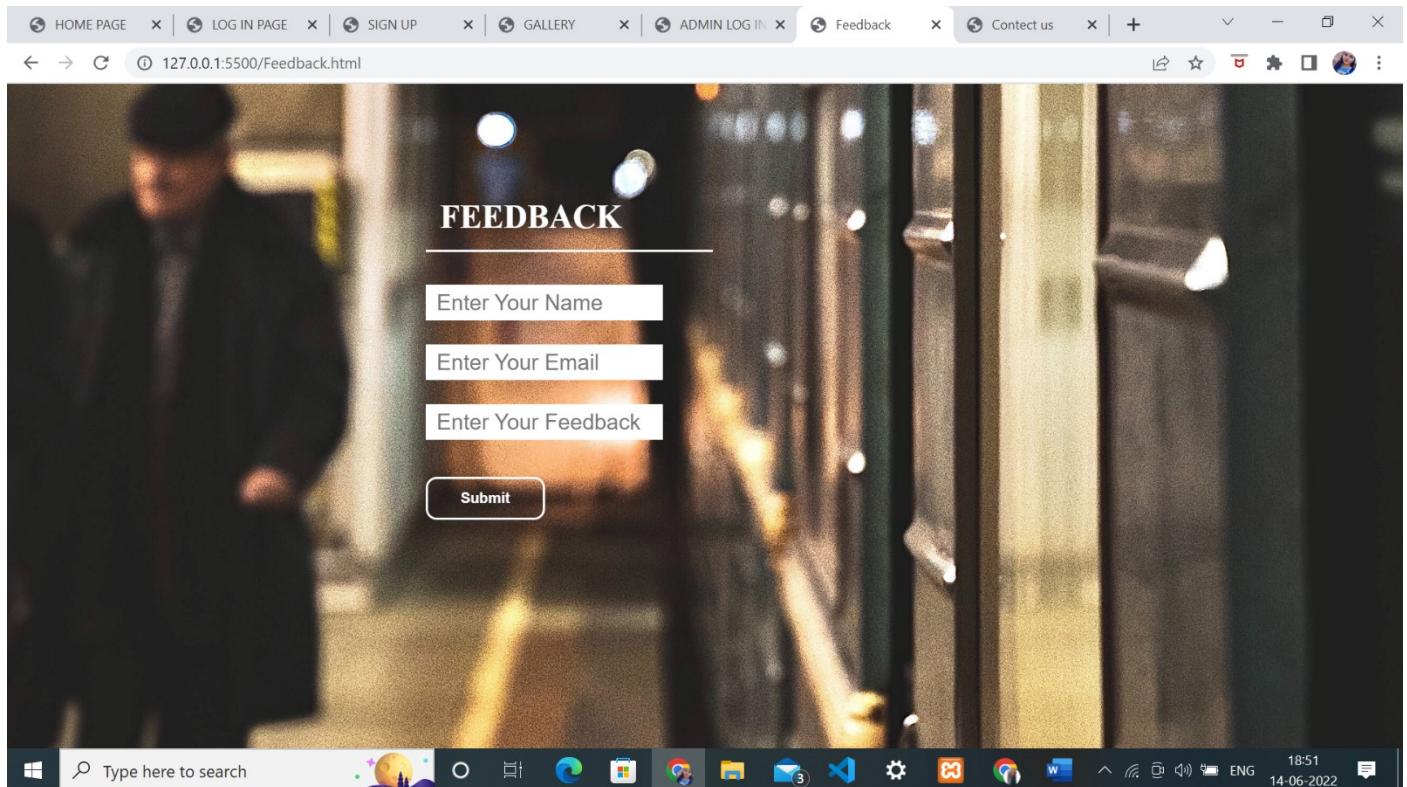 HOME PAGE
LOG IN PAGE
SIGN UP
GALLERY
ADMIN LOG IN
Feedback
Contect us
127.0.0.1:5500/Feedback.html
FEEDBACK
Enter Your Name
Enter Your Email
Enter Your Feedback
Submit
Type here to search
3
W
ENG
18:51
14-06-2022